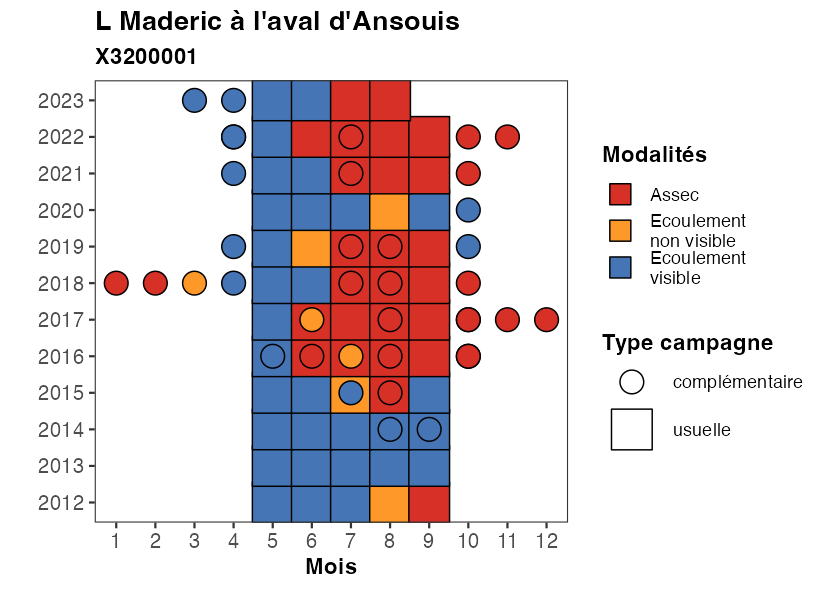 L Maderic à l'aval d'Ansouis
X3200001
2023
2022
2021
2020
2019
2018
2017
2016
2015
2014
2013
2012
1 2 3 4 5 6 7 8 9 10 11 12
Mois
Modalités
Assec
Ecoulement
non visible
Ecoulement
visible
Type campagne
complémentaire
usuelle